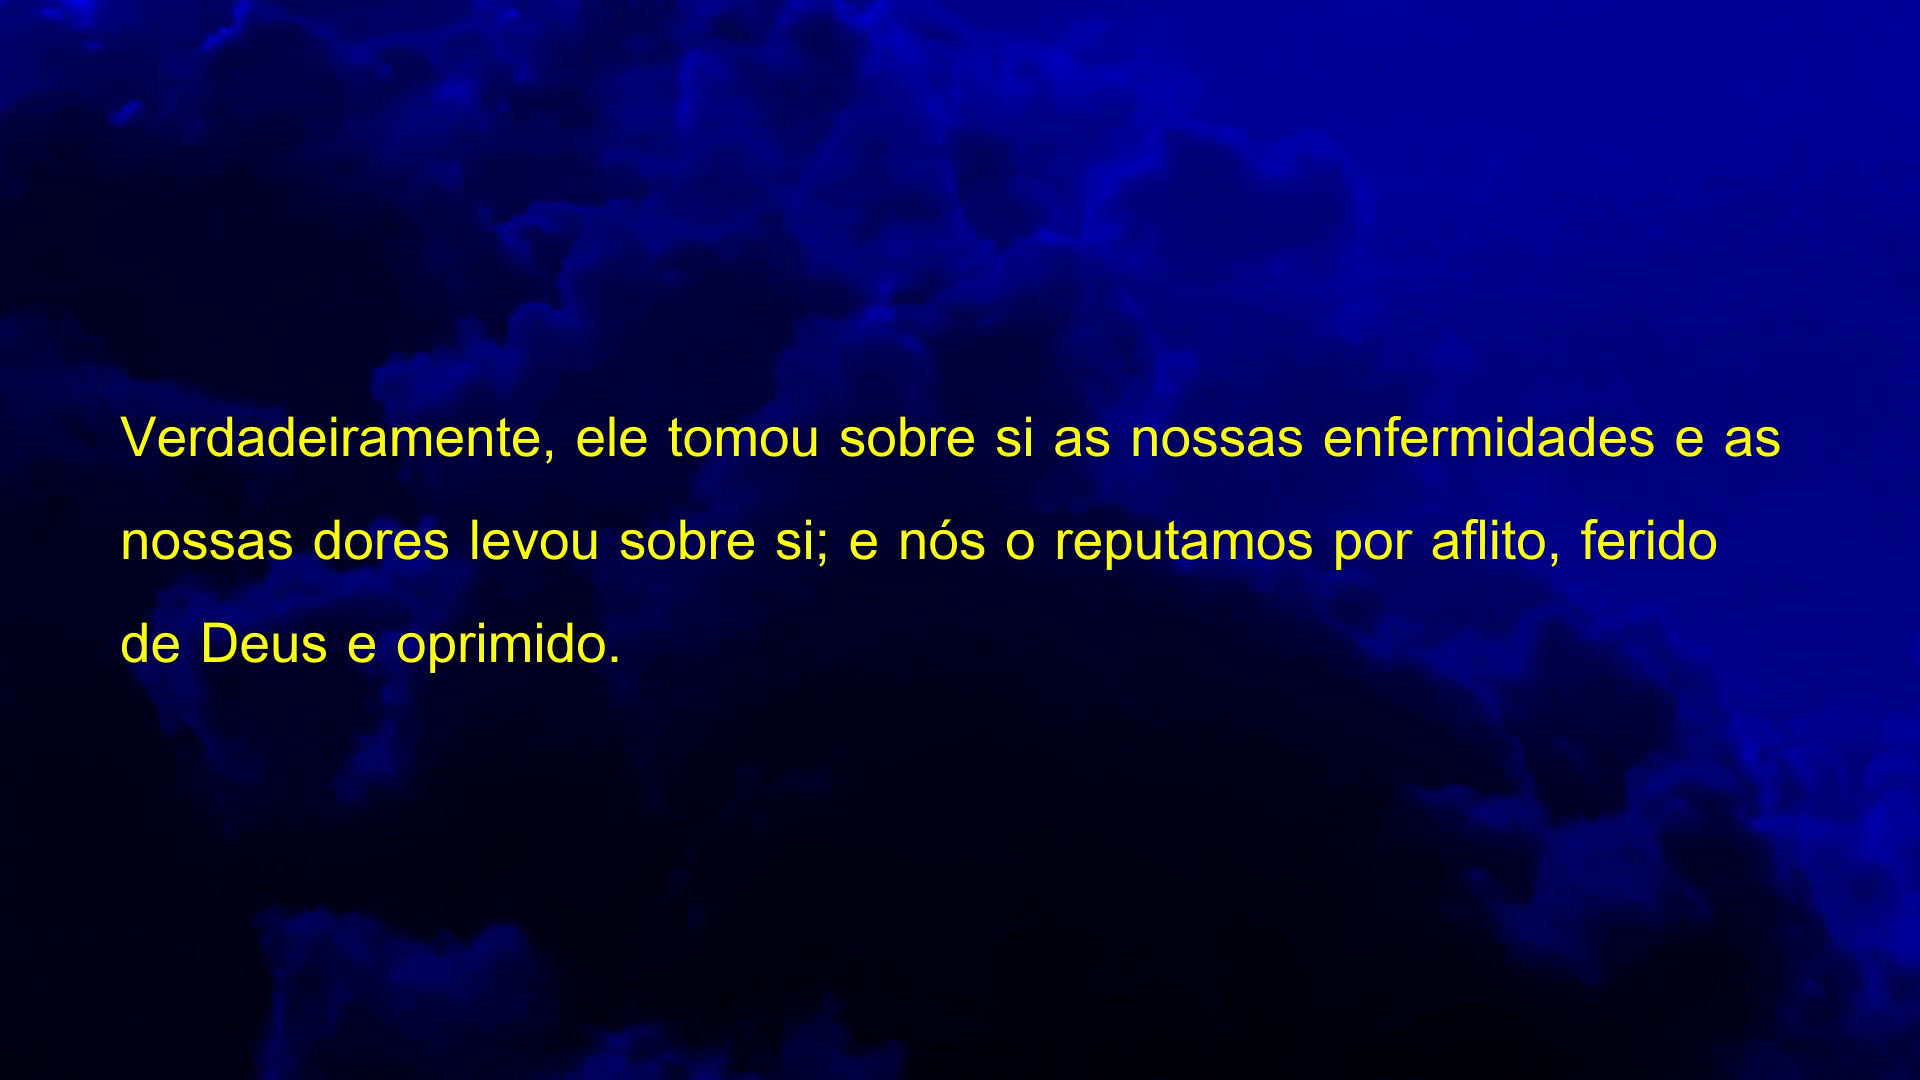 Verdadeiramente, ele tomou sobre si as nossas enfermidades e as
nossas dores levou sobre si; e nós o reputamos por aflito, ferido
de Deus e oprimido.